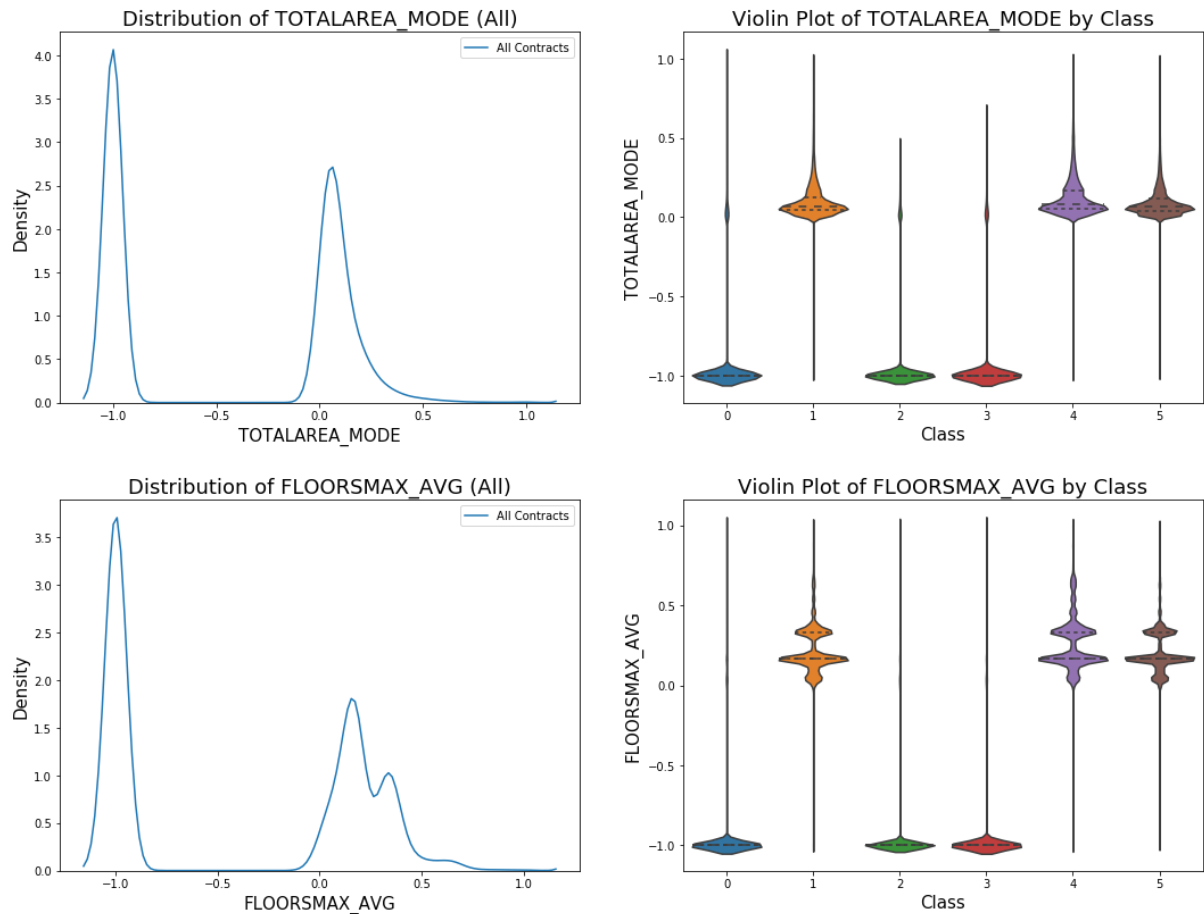 Distribution of TOTALAREA_MODE (All)
All Contracts
4.0
3.5
3.0
2.5
2.0
1.5
1.0
0.5
0.0
Density
−1.0 −0.5 0.0 0.5 1.0
TOTALAREA_MODE
Violin Plot of TOTALAREA_MODE by Class
1.0
0.5
0.0
−0.5
−1.0
TOTALAREA_MODE
0 1 2 3 4 5
Class
Distribution of FLOORSMAX_AVG (All)
All Contracts
3.5
3.0
2.5
2.0
1.5
1.0
0.5
0.0
Density
−1.0 −0.5 0.0 0.5 1.0
FLOORSMAX_AVG
Violin Plot of FLOORSMAX_AVG by Class
1.0
0.5
0.0
−0.5
−1.0
FLOORSMAX_AVG
0 1 2 3 4 5
Class